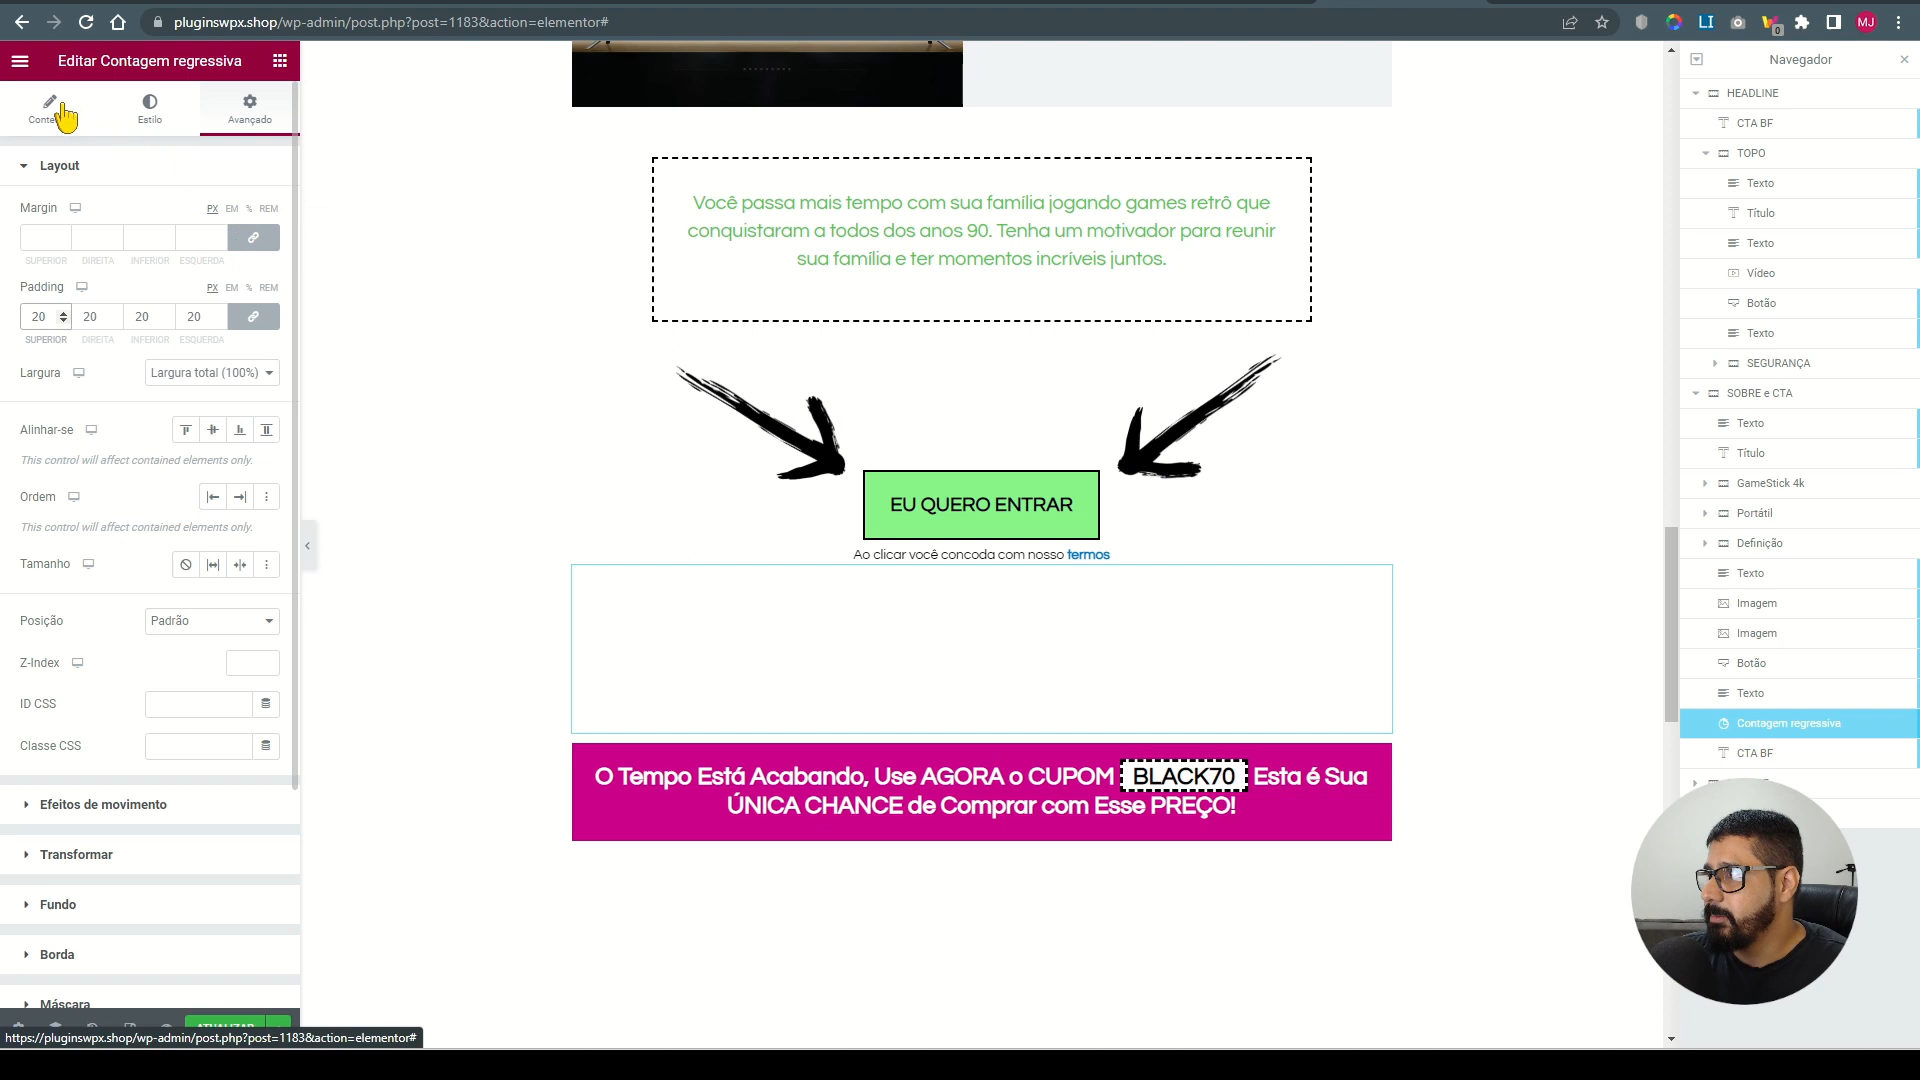 pluginswpx.shop/wp-admin/post.php?post=1183&action=elementor#
LI
0
MJ
Editar Contagem regressiva
Estilo
Avançado
Layout
Margin
PX EM % REM
SUPERIOR DIREITA INFERIOR ESQUERDA
Padding
PX EM % REM
20 20 20 20
SUPERIOR DIREITA INFERIOR ESQUERDA
Largura
Largura total (100%)
Alinhar-se
This control will affect contained elements only.
Ordem
This control will affect contained elements only.
Tamanho
Posição
Padrão
Z-Index
ID CSS
Classe CSS
Efeitos de movimento
Transformar
Fundo
Borda
Máscara
ATUALIZAR
https://pluginswpx.shop/wp-admin/post.php?post=1183&action=elementor#
Você passa mais tempo com sua família jogando games retrô que
conquistaram a todos dos anos 90. Tenha um motivador para reunir
sua família e ter momentos incríveis juntos.
EU QUERO ENTRAR
Ao clicar você concoda com nosso termos
O Tempo Está Acabando, Use AGORA o CUPOM BLACK70 Esta é Sua
ÚNICA CHANCE de Comprar com Esse PREÇO!
Navegador
HEADLINE
CTA BF
TOPO
Texto
Título
Texto
Vídeo
Botão
Texto
SEGURANÇA
SOBRE e CTA
Texto
Título
GameStick 4k
Portátil
Definição
Texto
Imagem
Imagem
Botão
Texto
Contagem regressiva
CTA BF